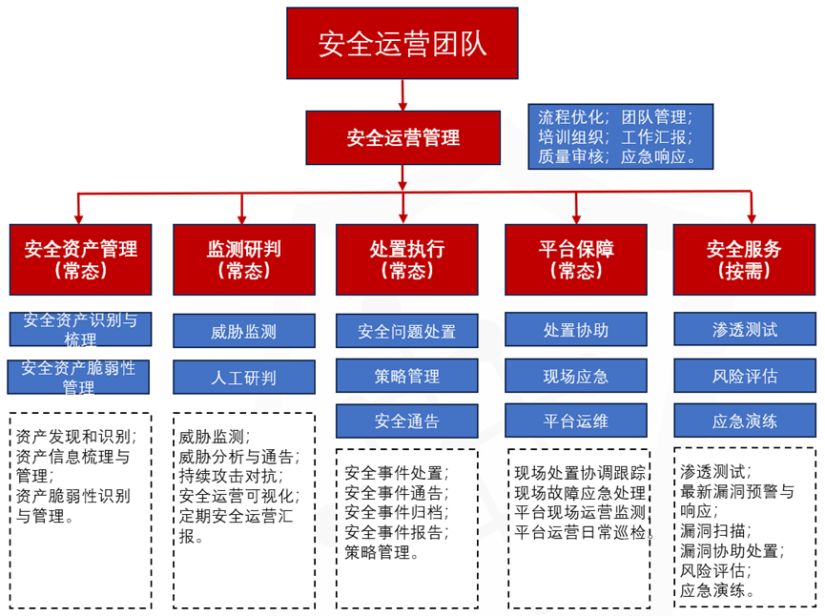 安全运营团队
安全运营管理
流程优化；团队管理；
培训组织；工作汇报；
质量审核；应急响应。
安全资产管理
（常态）
监测研判
（常态）
处置执行
（常态）
平台保障
（常态）
安全服务
（按需）
安全资产识别与
梳理
安全资产脆弱性
管理
资产发现和识别；
资产信息梳理与
管理；
资产脆弱性识别
与管理。
威胁监测
人工研判
威胁监测；
威胁分析与通告；
持续攻击对抗；
安全运营可视化；
定期安全运营汇
报。
安全问题处置
策略管理
安全通告
安全事件处置；
安全事件通告；
安全事件归档；
安全事件报告；
策略管理。
处置协助
现场应急
平台运维
现场处置协调跟踪
现场故障应急处理
平台现场运营监测
平台运营日常巡检。
渗透测试
风险评估
应急演练
渗透测试；
最新漏洞预警与
响应；
漏洞扫描；
漏洞协助处置；
风险评估；
应急演练。